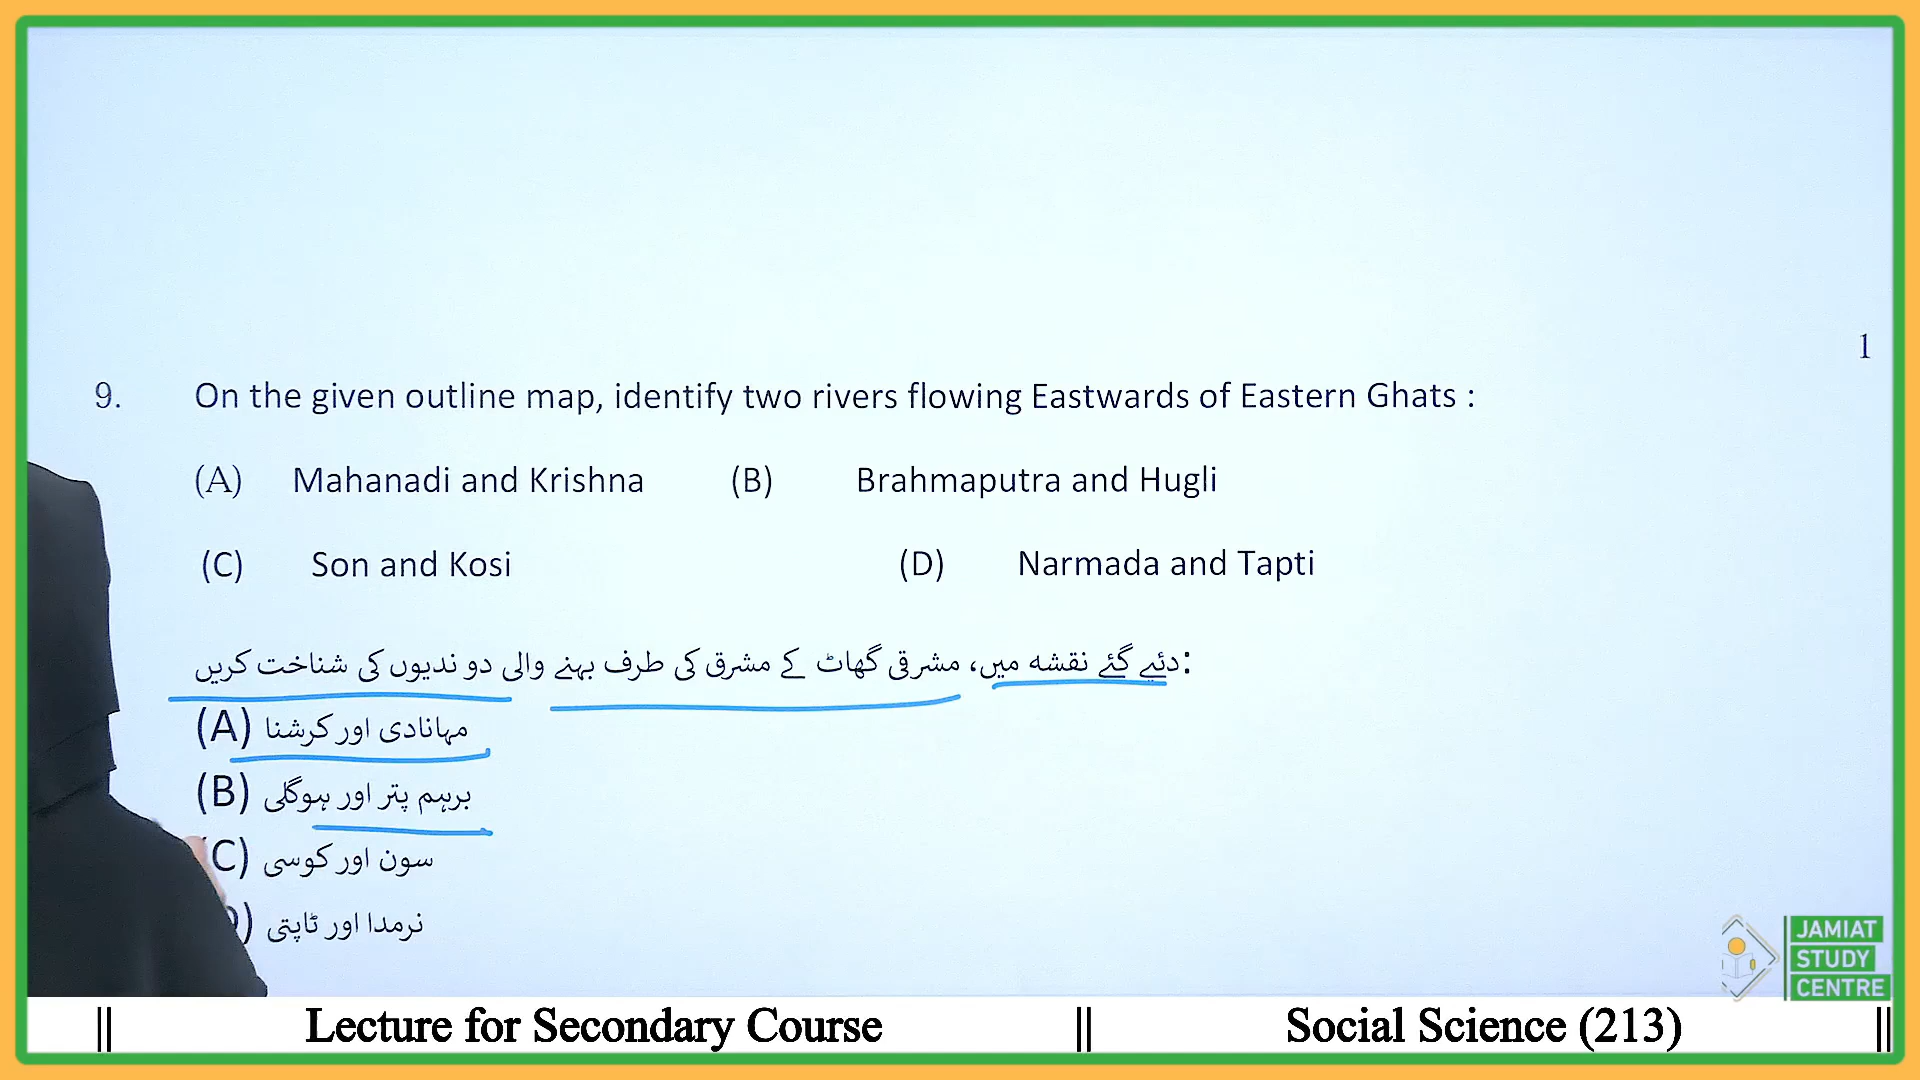 1
9. On the given outline map, identify two rivers flowing Eastwards of Eastern Ghats :
(A) Mahanadi and Krishna (B) Brahmaputra and Hugli
(C) Son and Kosi (D) Narmada and Tapti
دئیے گئے نقشہ میں، مشرقی گھاٹ کے مشرق کی طرف بہنے والی دو ندیوں کی شناخت کریں:
(A) مہانادی اور کرشنا
(B) برہم پتر اور ہوگلی
(C) سون اور کوسی
نرمدا اور ٹاپتی
JAMIAT
STUDY
CENTRE
|| Lecture for Secondary Course || Social Science (213) ||